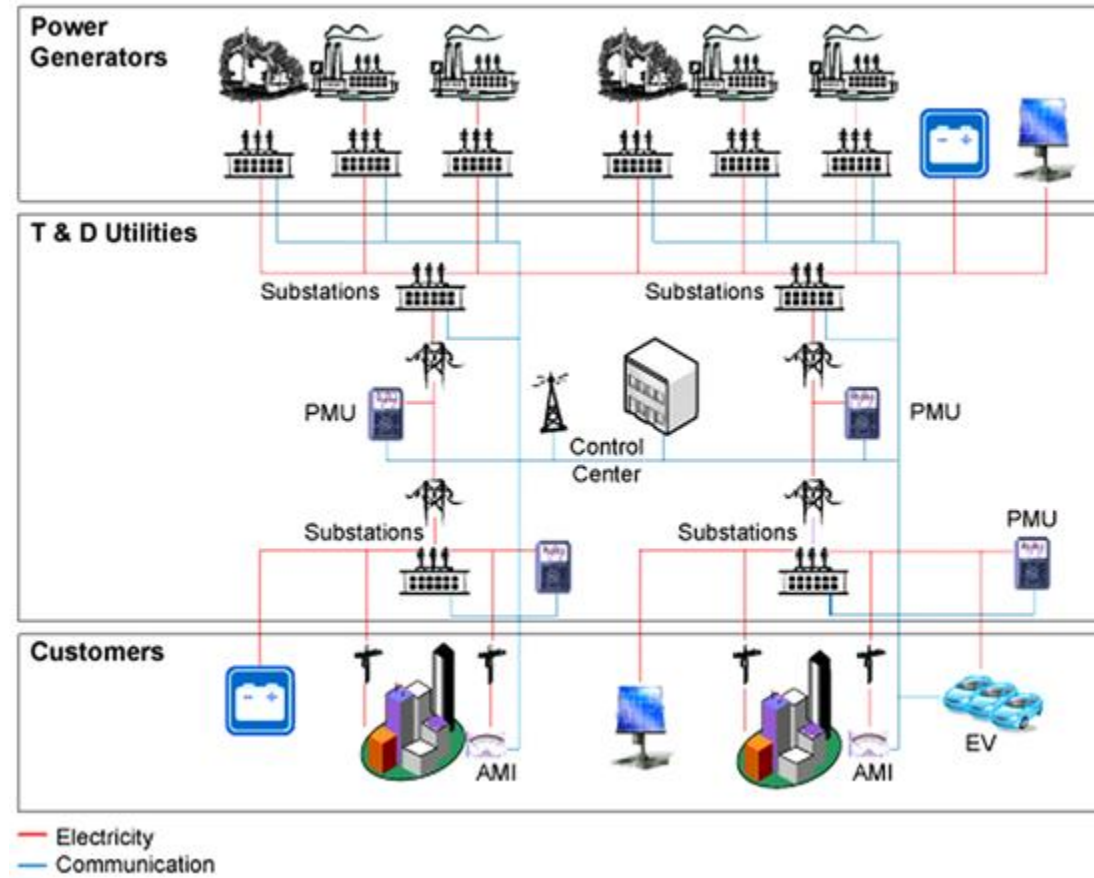 Power
Generators
T & D Utilities
Substations
Substations
PMU
PMU
Control
Center
Substations
Substations
PMU
Customers
AMI
AMI
EV
Electricity
Communication